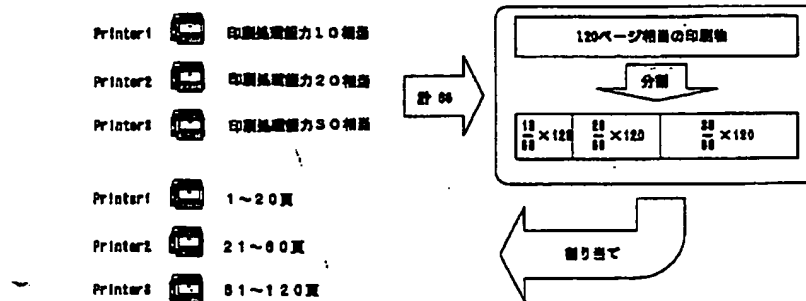 Printer1 印刷処理能力10相当
Printer2 印刷処理能力20相当
Printer3 印刷処理能力30相当
計 60
120ページ相当の印刷物
分割
10/60 ×120 20/60 ×120 30/60 ×120
Printer1 1～20頁
Printer2 21～60頁
Printer3 61～120頁
割り当て